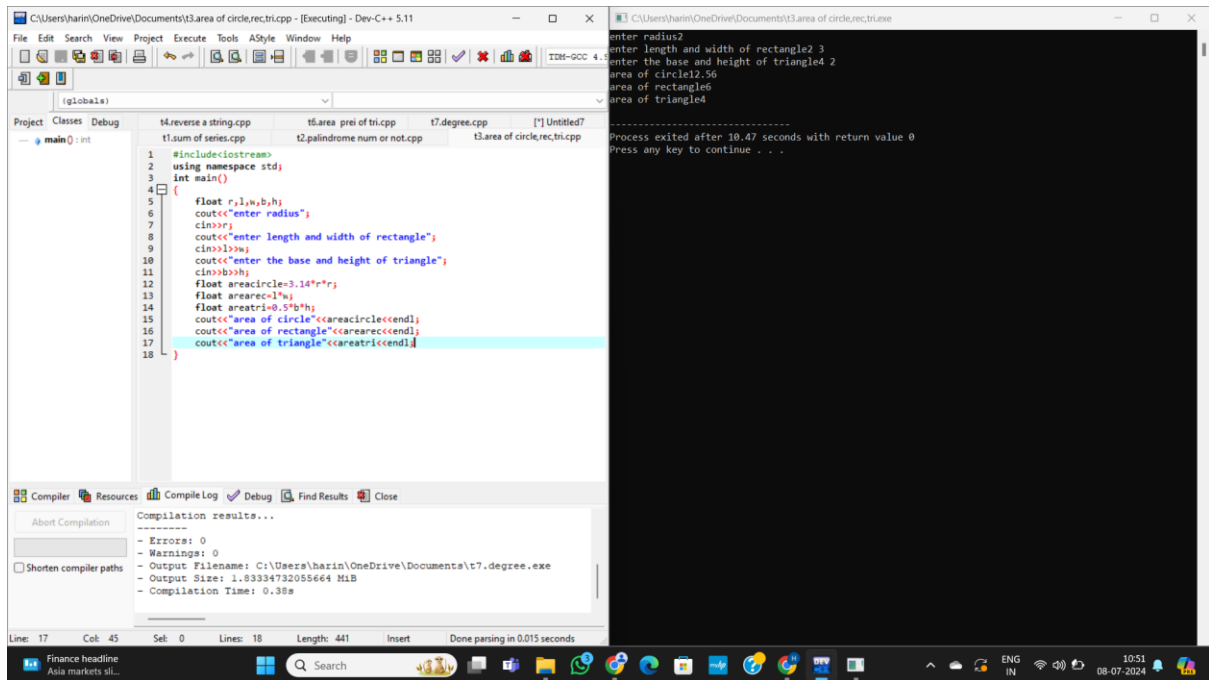 C:\Users\harin\OneDrive\Documents\t3.area of circle,rec,tri.cpp - [Executing] - Dev-C++ 5.11
File Edit Search View Project Execute Tools AStyle Window Help
TDM-GCC 4.
(globals)
Project Classes Debug
main() : int
t4.reverse a string.cpp t6.area prei of tri.cpp t7.degree.cpp [*] Untitled7
t1.sum of series.cpp t2.palindrome num or not.cpp t3.area of circle,rec,tri.cpp
1 #include<iostream>
2 using namespace std;
3 int main()
4 {
5 float r,l,w,b,h;
6 cout<<"enter radius";
7 cin>>r;
8 cout<<"enter length and width of rectangle";
9 cin>>l>>w;
10 cout<<"enter the base and height of triangle";
11 cin>>b>>h;
12 float areacircle=3.14*r*r;
13 float arearec=l*w;
14 float areatri=0.5*b*h;
15 cout<<"area of circle"<<areacircle<<endl;
16 cout<<"area of rectangle"<<arearec<<endl;
17 cout<<"area of triangle"<<areatri<<endl;
18 }
Compiler Resources Compile Log Debug Find Results Close
Abort Compilation
Shorten compiler paths
Compilation results...
--------
- Errors: 0
- Warnings: 0
- Output Filename: C:\Users\harin\OneDrive\Documents\t7.degree.exe
- Output Size: 1.83334732055664 MiB
- Compilation Time: 0.38s
Line: 17 Col: 45 Sel: 0 Lines: 18 Length: 441 Insert Done parsing in 0.015 seconds
C:\Users\harin\OneDrive\Documents\t3.area of circle,rec,tri.exe
enter radius2
enter length and width of rectangle2 3
enter the base and height of triangle4 2
area of circle12.56
area of rectangle6
area of triangle4
--------------------------------
Process exited after 10.47 seconds with return value 0
Press any key to continue . . .
Finance headline
Asia markets sli...
Search
DEV
ENG
IN
10:51
08-07-2024